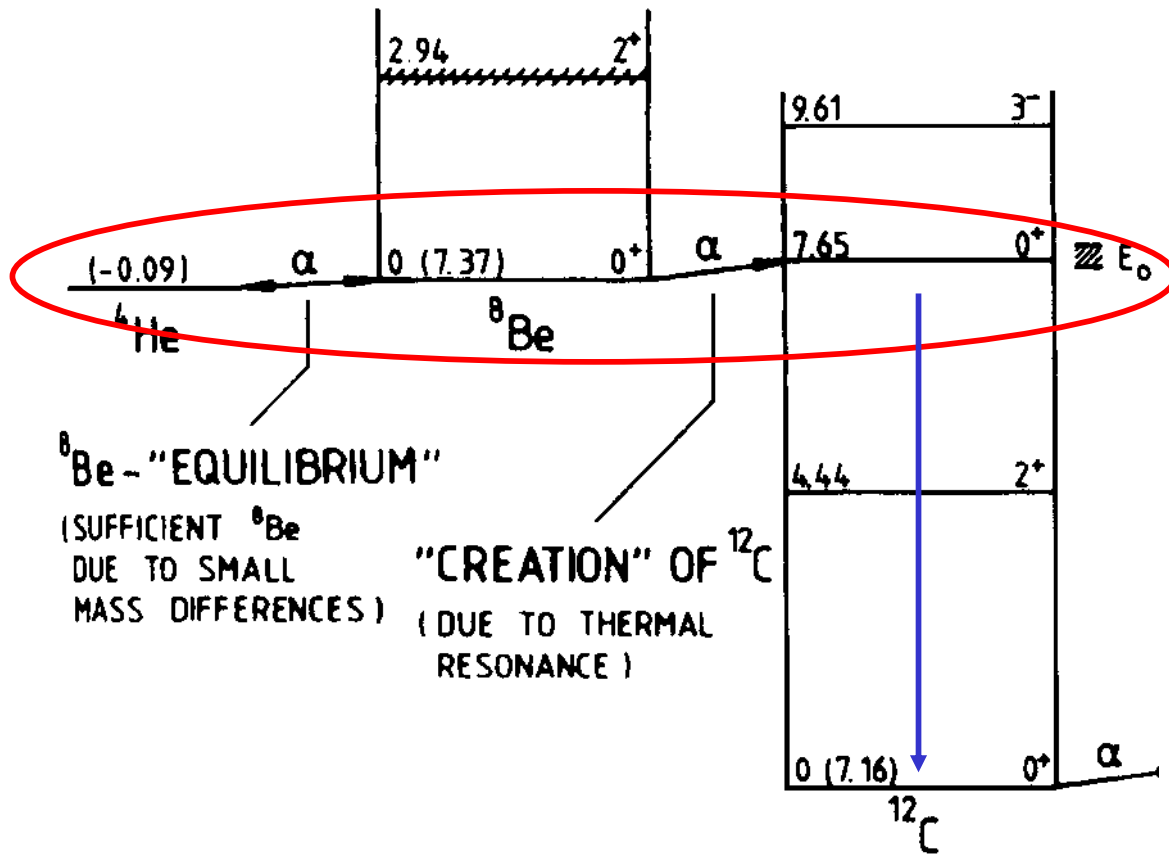 2.94 2⁺
9.61 3⁻
(-0.09) α 0 (7.37) 0⁺ α 7.65 0⁺ E₀
⁴He ⁸Be
4.44 2⁺
⁸Be - "EQUILIBRIUM"
(SUFFICIENT ⁸Be
DUE TO SMALL
MASS DIFFERENCES)
"CREATION" OF ¹²C
(DUE TO THERMAL
RESONANCE)
0 (7.16) 0⁺ α
¹²C